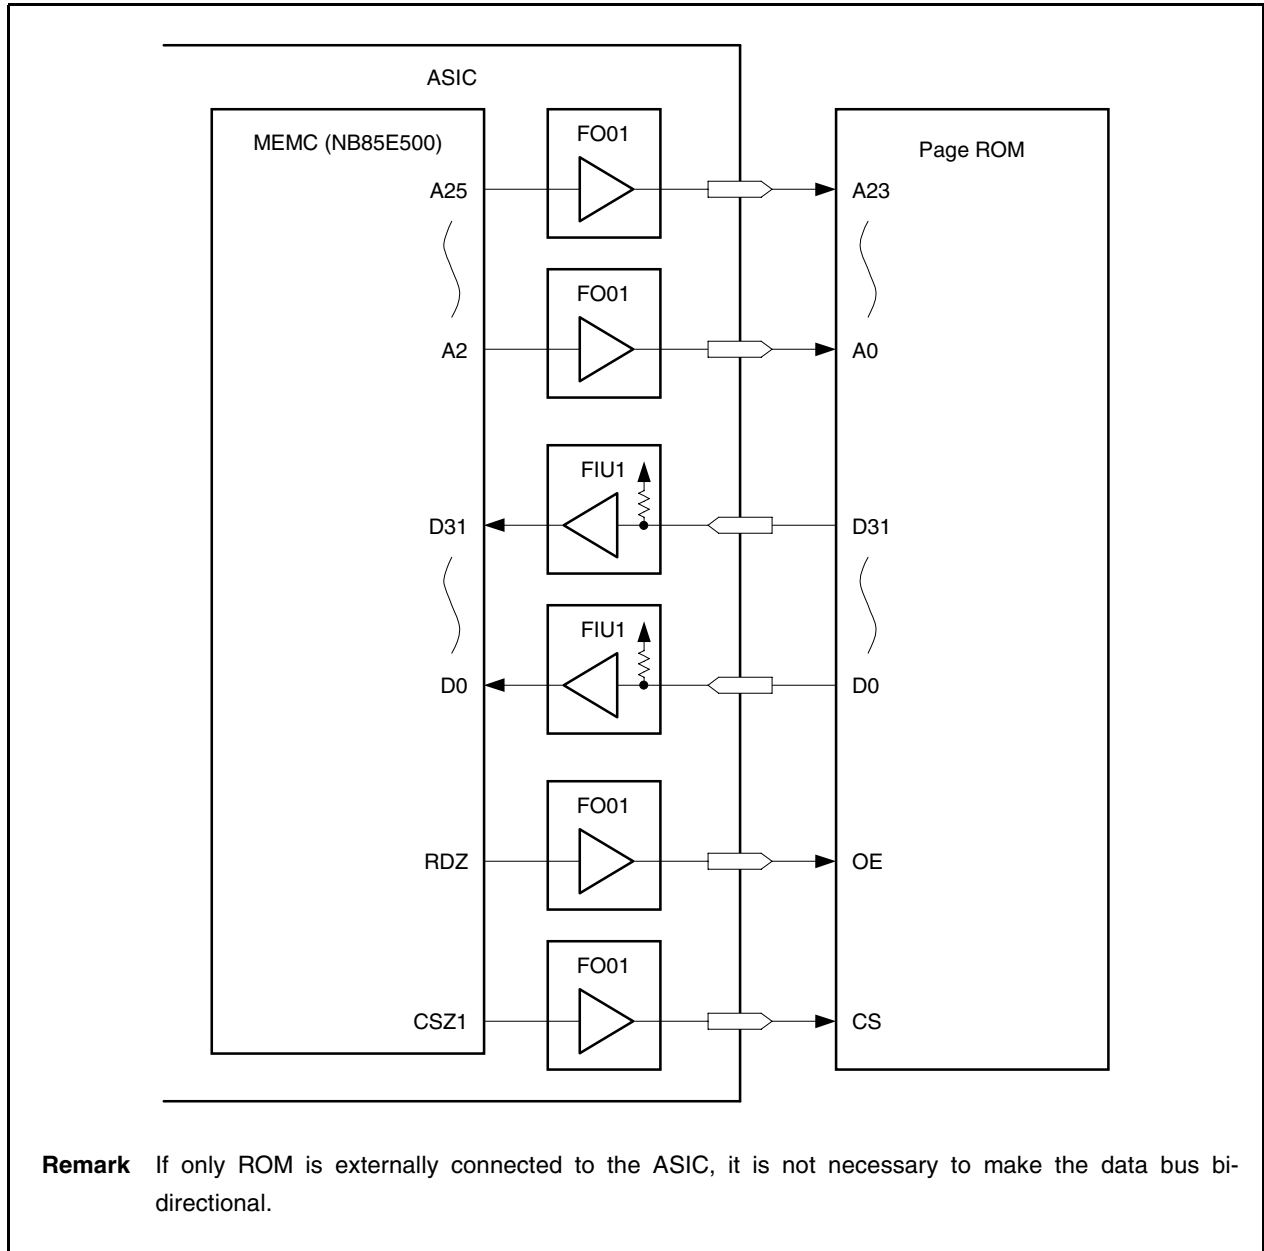 ASIC
MEMC (NB85E500)
FO01
Page ROM
A25
A23
FO01
A2
A0
FIU1
D31
D31
FIU1
D0
D0
FO01
RDZ
OE
FO01
CSZ1
CS
Remark If only ROM is externally connected to the ASIC, it is not necessary to make the data bus bi-
directional.